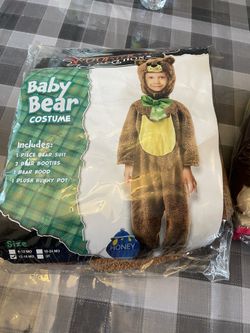 Baby
Bear
COSTUME
Includes:
1 PIECE BEAR SUIT
2 BEAR BOOTIES
1 BEAR HOOD
1 PLUSH HUNNY POT
Size
HONEY